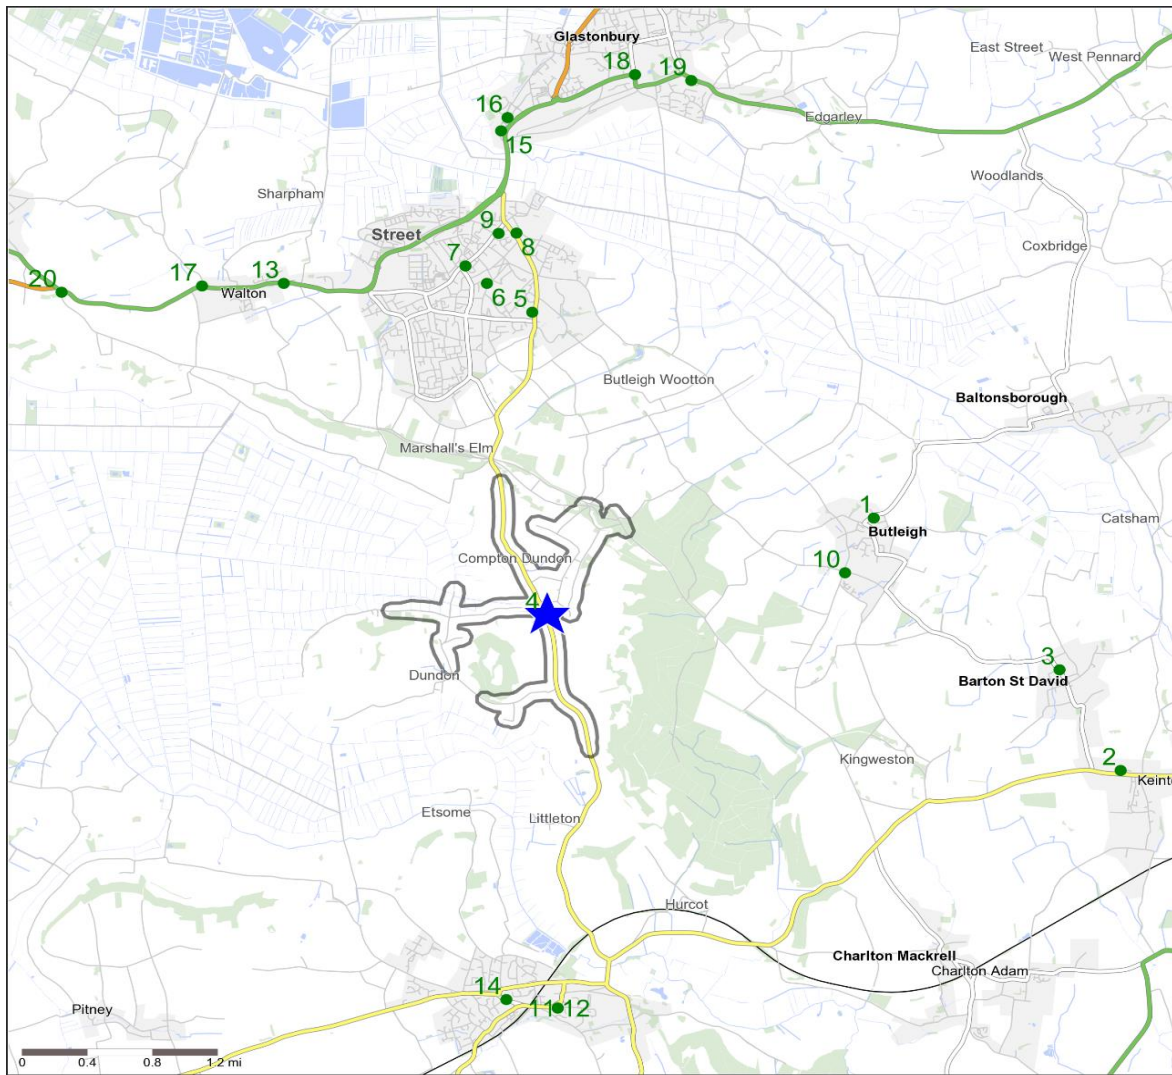 Glastonbury
East Street
West Pennard
18
19
16
15
Edgarley
Woodlands
Sharpham
Street
9
8
Coxbridge
7
20
17
13
Walton
6
5
Butleigh Wootton
Baltonsborough
Marshall's Elm
1
Butleigh
Catsham
Compton Dundon
10
4
3
Dundon
Barton St David
Kingweston
2
Keint
Etsome
Littleton
Hurcot
Charlton Mackrell
Charlton Adam
14
Pitney
11
12
0 0.4 0.8 1.2 mi